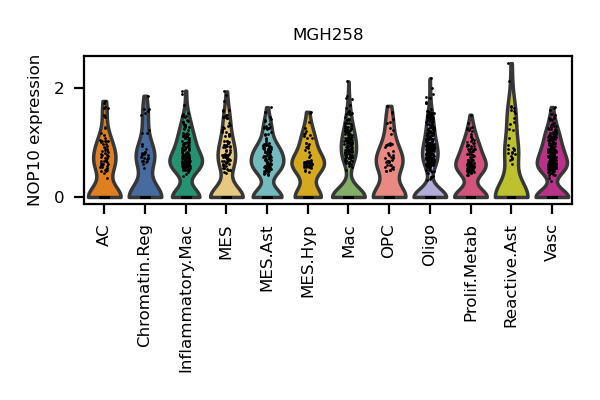 MGH258
NOP10 expression
2
0
AC
Chromatin.Reg
Inflammatory.Mac
MES
MES.Ast
MES.Hyp
Mac
OPC
Oligo
Prolif.Metab
Reactive.Ast
Vasc